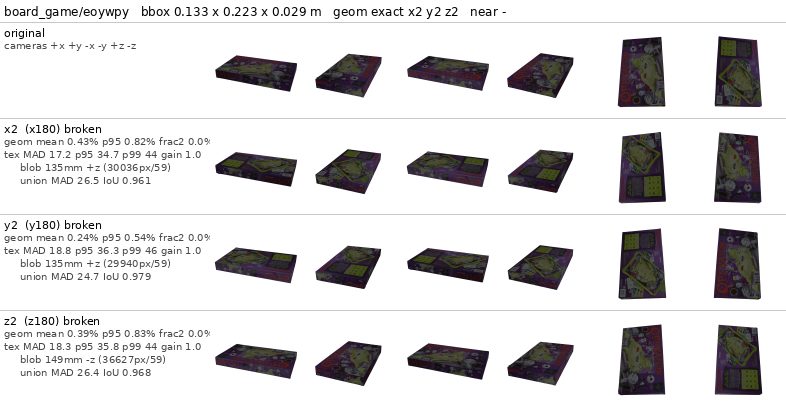 board_game/eoywpy   bbox 0.133 x 0.223 x 0.029 m   geom exact x2 y2 z2   near -
original
cameras +x +y -x -y +z -z
x2  (x180) broken
geom mean 0.43% p95 0.82% frac2 0.0%
tex MAD 17.2 p95 34.7 p99 44 gain 1.0
blob 135mm +z (30036px/59)
union MAD 26.5 IoU 0.961
y2  (y180) broken
geom mean 0.24% p95 0.54% frac2 0.0%
tex MAD 18.8 p95 36.3 p99 46 gain 1.0
blob 135mm +z (29940px/59)
union MAD 24.7 IoU 0.979
z2  (z180) broken
geom mean 0.39% p95 0.83% frac2 0.0%
tex MAD 18.3 p95 35.8 p99 44 gain 1.0
blob 149mm -z (36627px/59)
union MAD 26.4 IoU 0.968